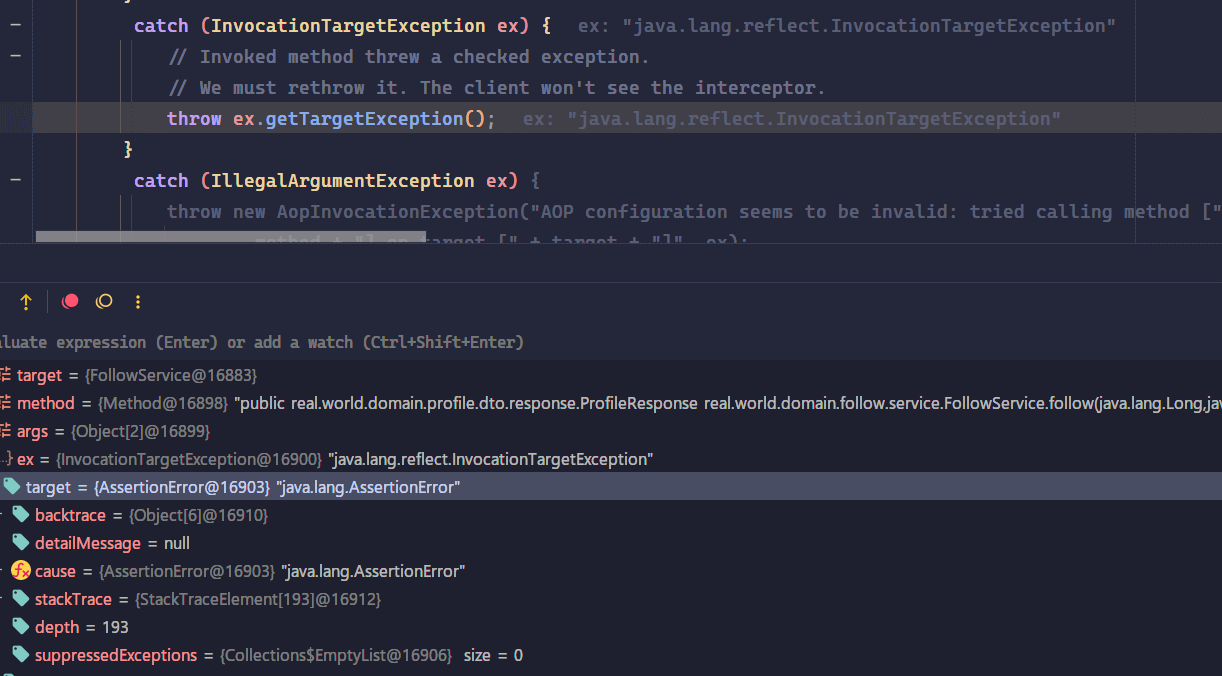 catch (InvocationTargetException ex) {   ex: "java.lang.reflect.InvocationTargetException"
// Invoked method threw a checked exception.
// We must rethrow it. The client won't see the interceptor.
throw ex.getTargetException();   ex: "java.lang.reflect.InvocationTargetException"
}
catch (IllegalArgumentException ex) {
throw new AopInvocationException("AOP configuration seems to be invalid: tried calling method ["
method + "] on target [" + target + "]", ex);
aluate expression (Enter) or add a watch (Ctrl+Shift+Enter)
target = {FollowService@16883}
method = {Method@16898} "public real.world.domain.profile.dto.response.ProfileResponse real.world.domain.follow.service.FollowService.follow(java.lang.Long,jav
args = {Object[2]@16899}
ex = {InvocationTargetException@16900} "java.lang.reflect.InvocationTargetException"
target = {AssertionError@16903} "java.lang.AssertionError"
backtrace = {Object[6]@16910}
detailMessage = null
cause = {AssertionError@16903} "java.lang.AssertionError"
stackTrace = {StackTraceElement[193]@16912}
depth = 193
suppressedExceptions = {Collections$EmptyList@16906}  size = 0